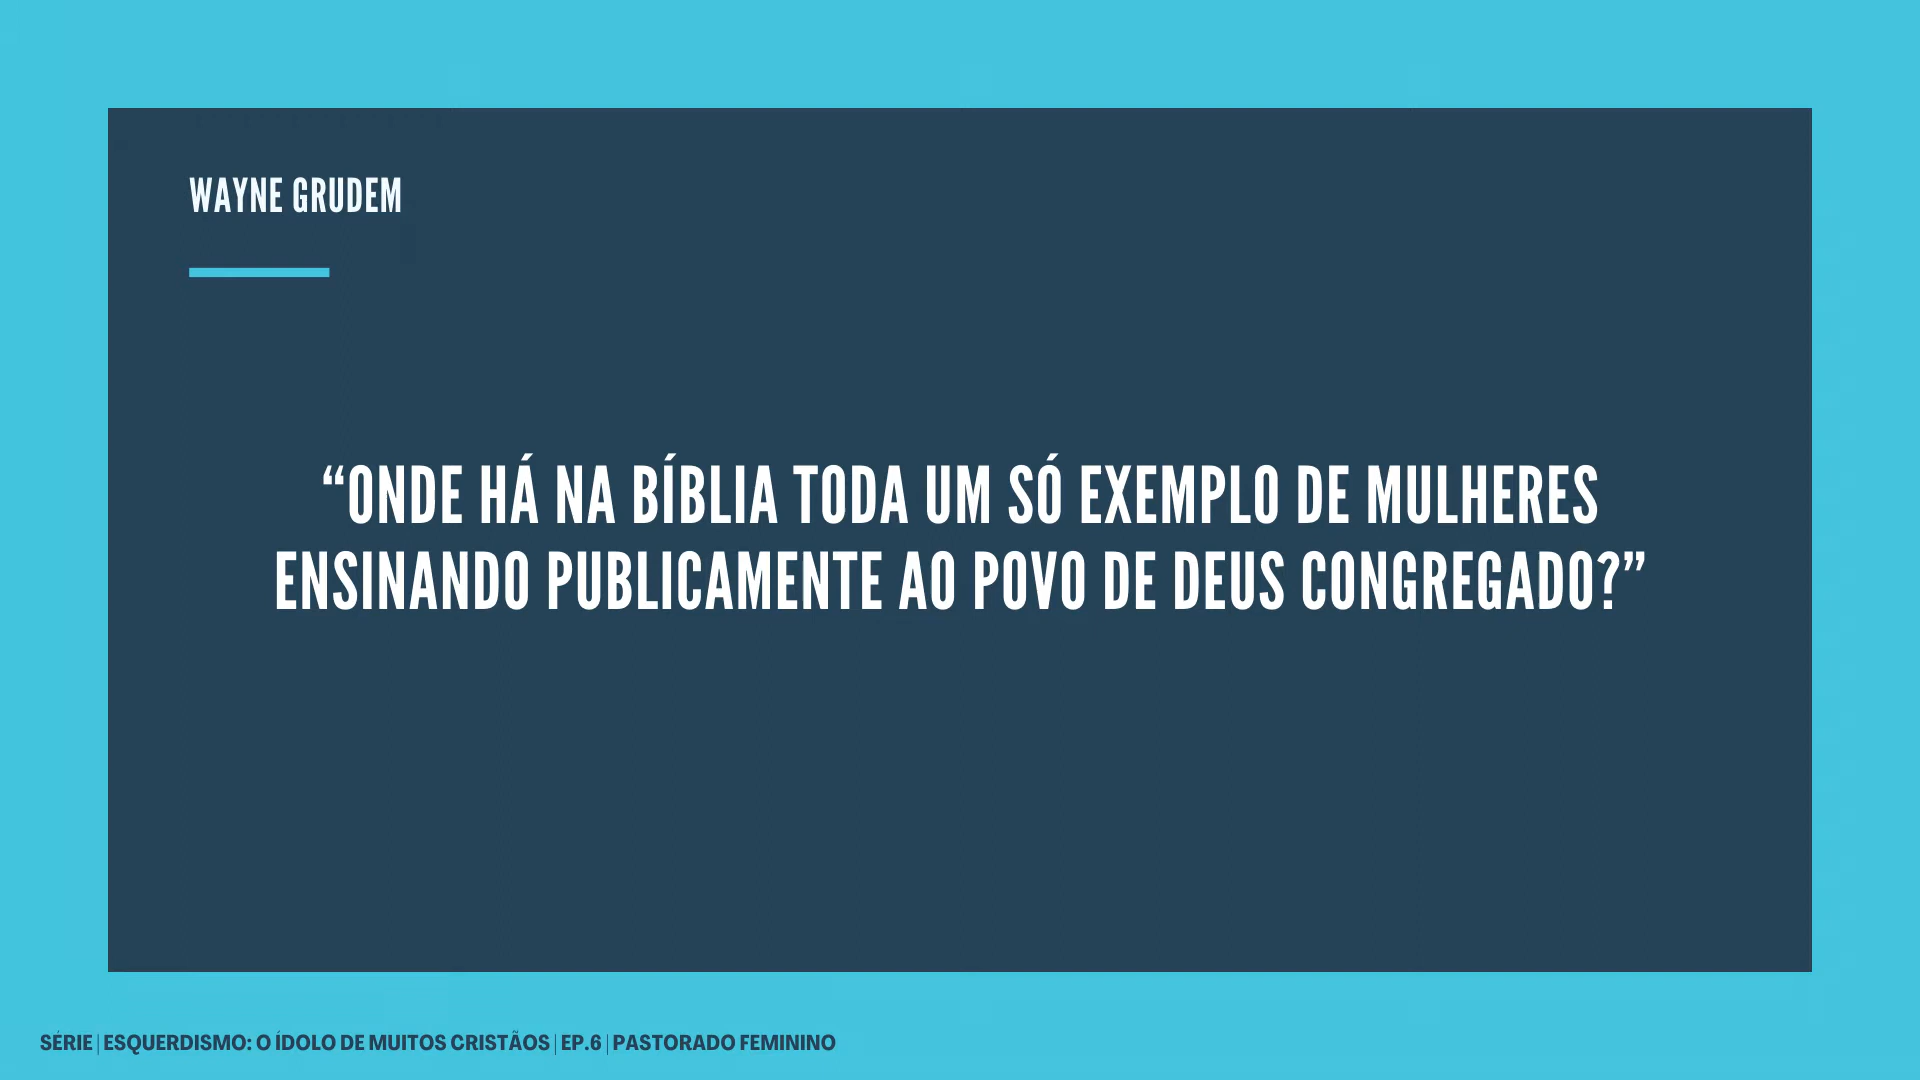 WAYNE GRUDEM
“ONDE HÁ NA BÍBLIA TODA UM SÓ EXEMPLO DE MULHERES
ENSINANDO PUBLICAMENTE AO POVO DE DEUS CONGREGADO?”
SÉRIE | ESQUERDISMO: O ÍDOLO DE MUITOS CRISTÃOS | EP.6 | PASTORADO FEMININO